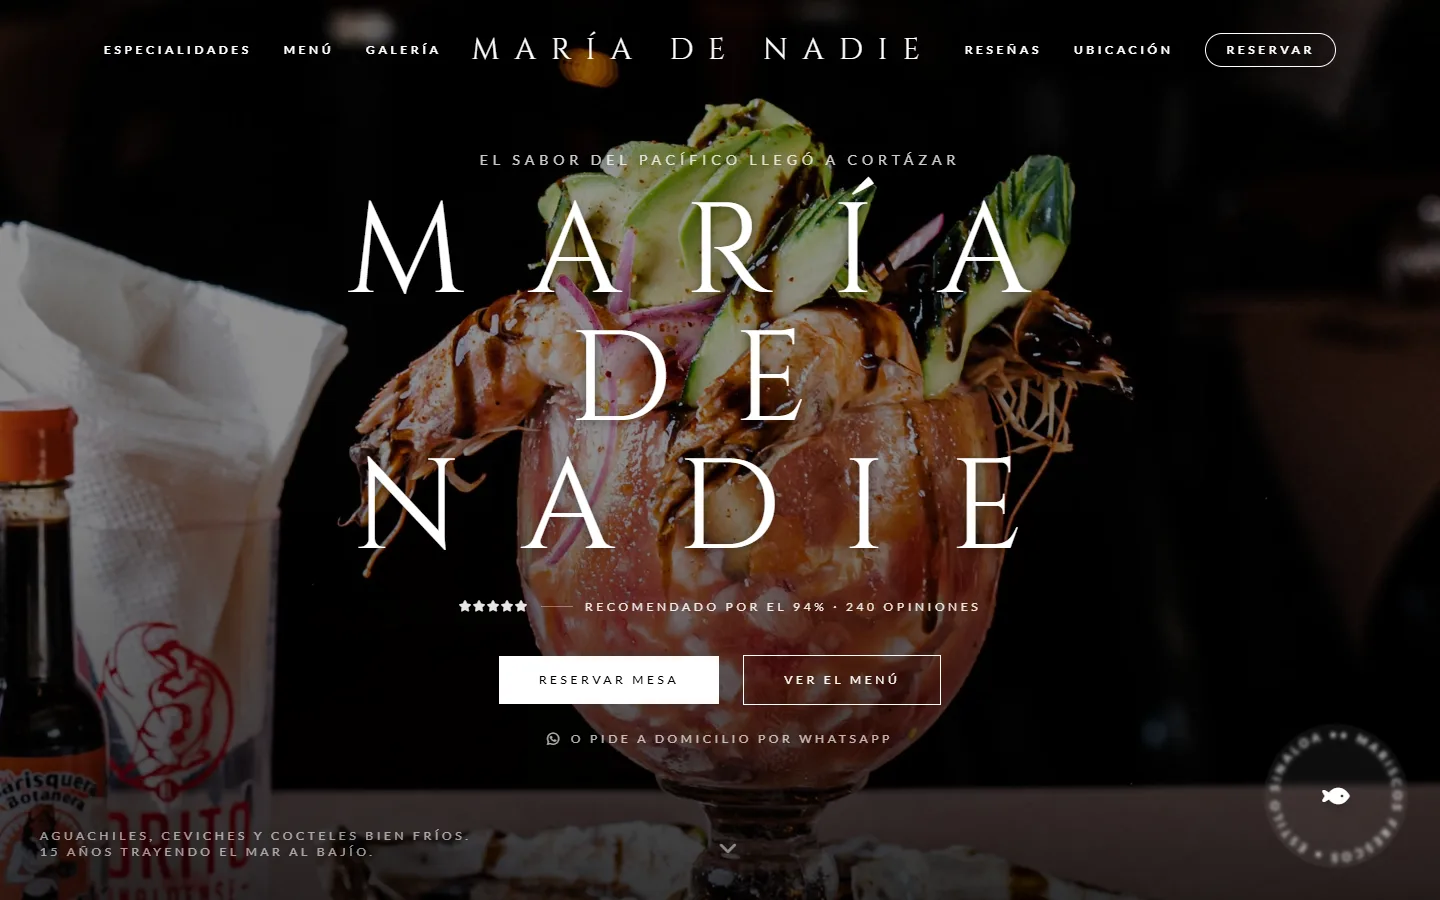 ESPECIALIDADES MENÚ GALERÍA MARÍA DE NADIE RESEÑAS UBICACIÓN RESERVAR
EL SABOR DEL PACÍFICO LLEGÓ A CORTÁZAR
MARÍA
DE
NADIE
RECOMENDADO POR EL 94% · 240 OPINIONES
RESERVAR MESA
VER EL MENÚ
O PIDE A DOMICILIO POR WHATSAPP
AGUACHILES, CEVICHES Y COCTELES BIEN FRÍOS.
15 AÑOS TRAYENDO EL MAR AL BAJÍO.
MARISCOS FRESCOS • ESTILO SINALOA ••
Botanera